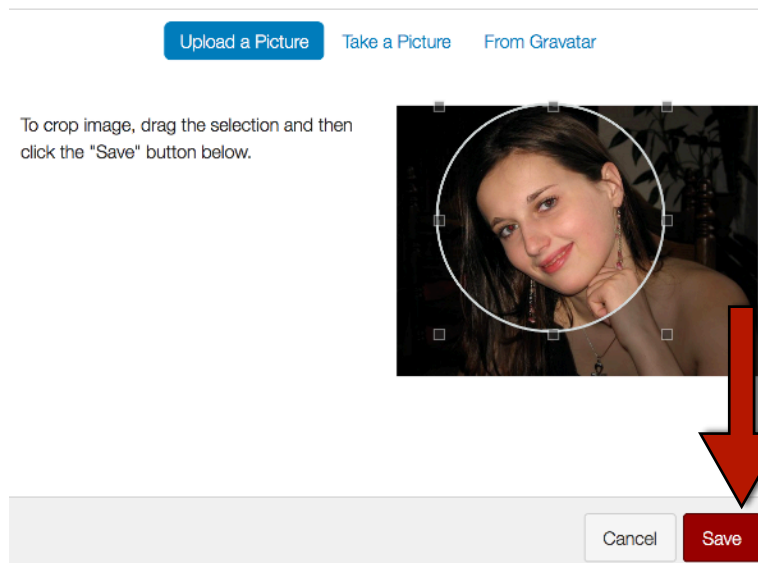 Upload a Picture Take a Picture From Gravatar
To crop image, drag the selection and then
click the "Save" button below.
Cancel Save